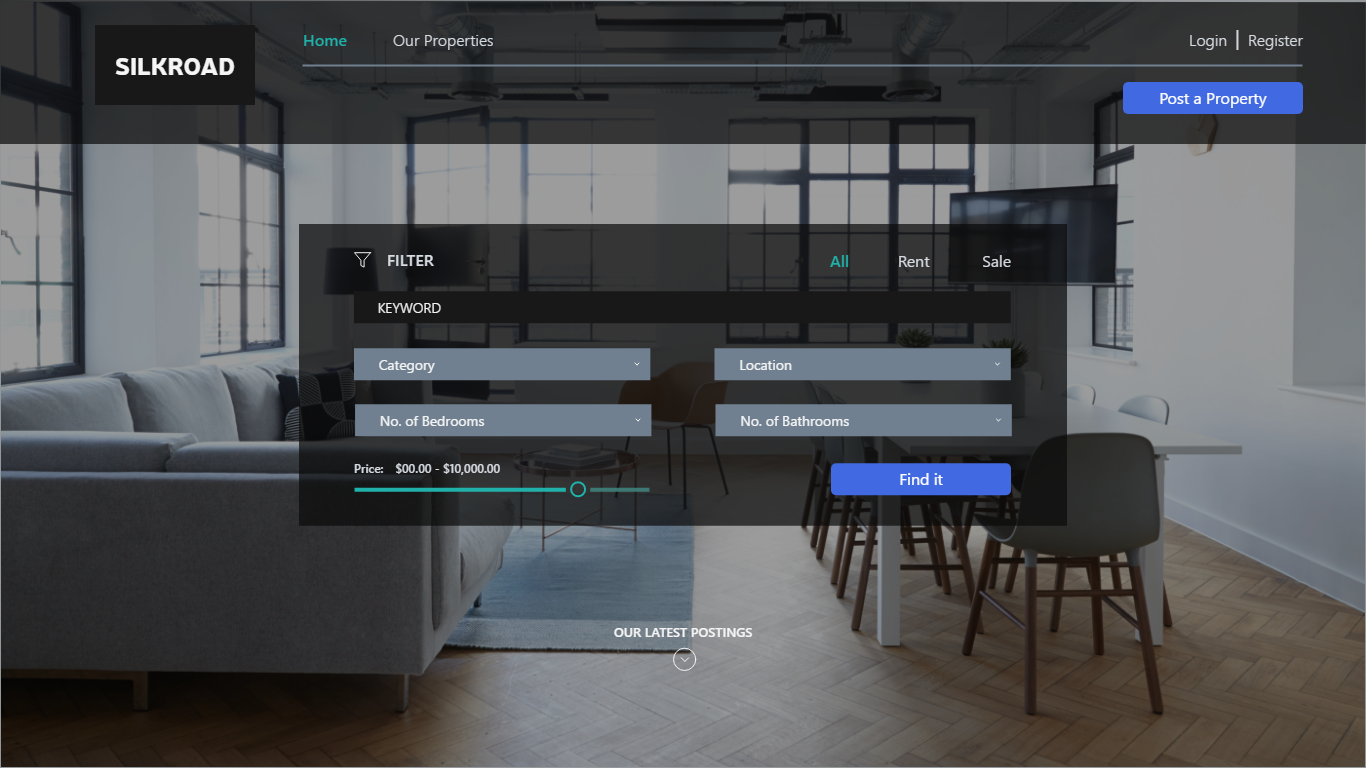 SILKROAD
Home Our Properties
Login | Register
Post a Property
FILTER
All Rent Sale
KEYWORD
Category Location
No. of Bedrooms No. of Bathrooms
Price: $00.00 - $10,000.00
Find it
OUR LATEST POSTINGS